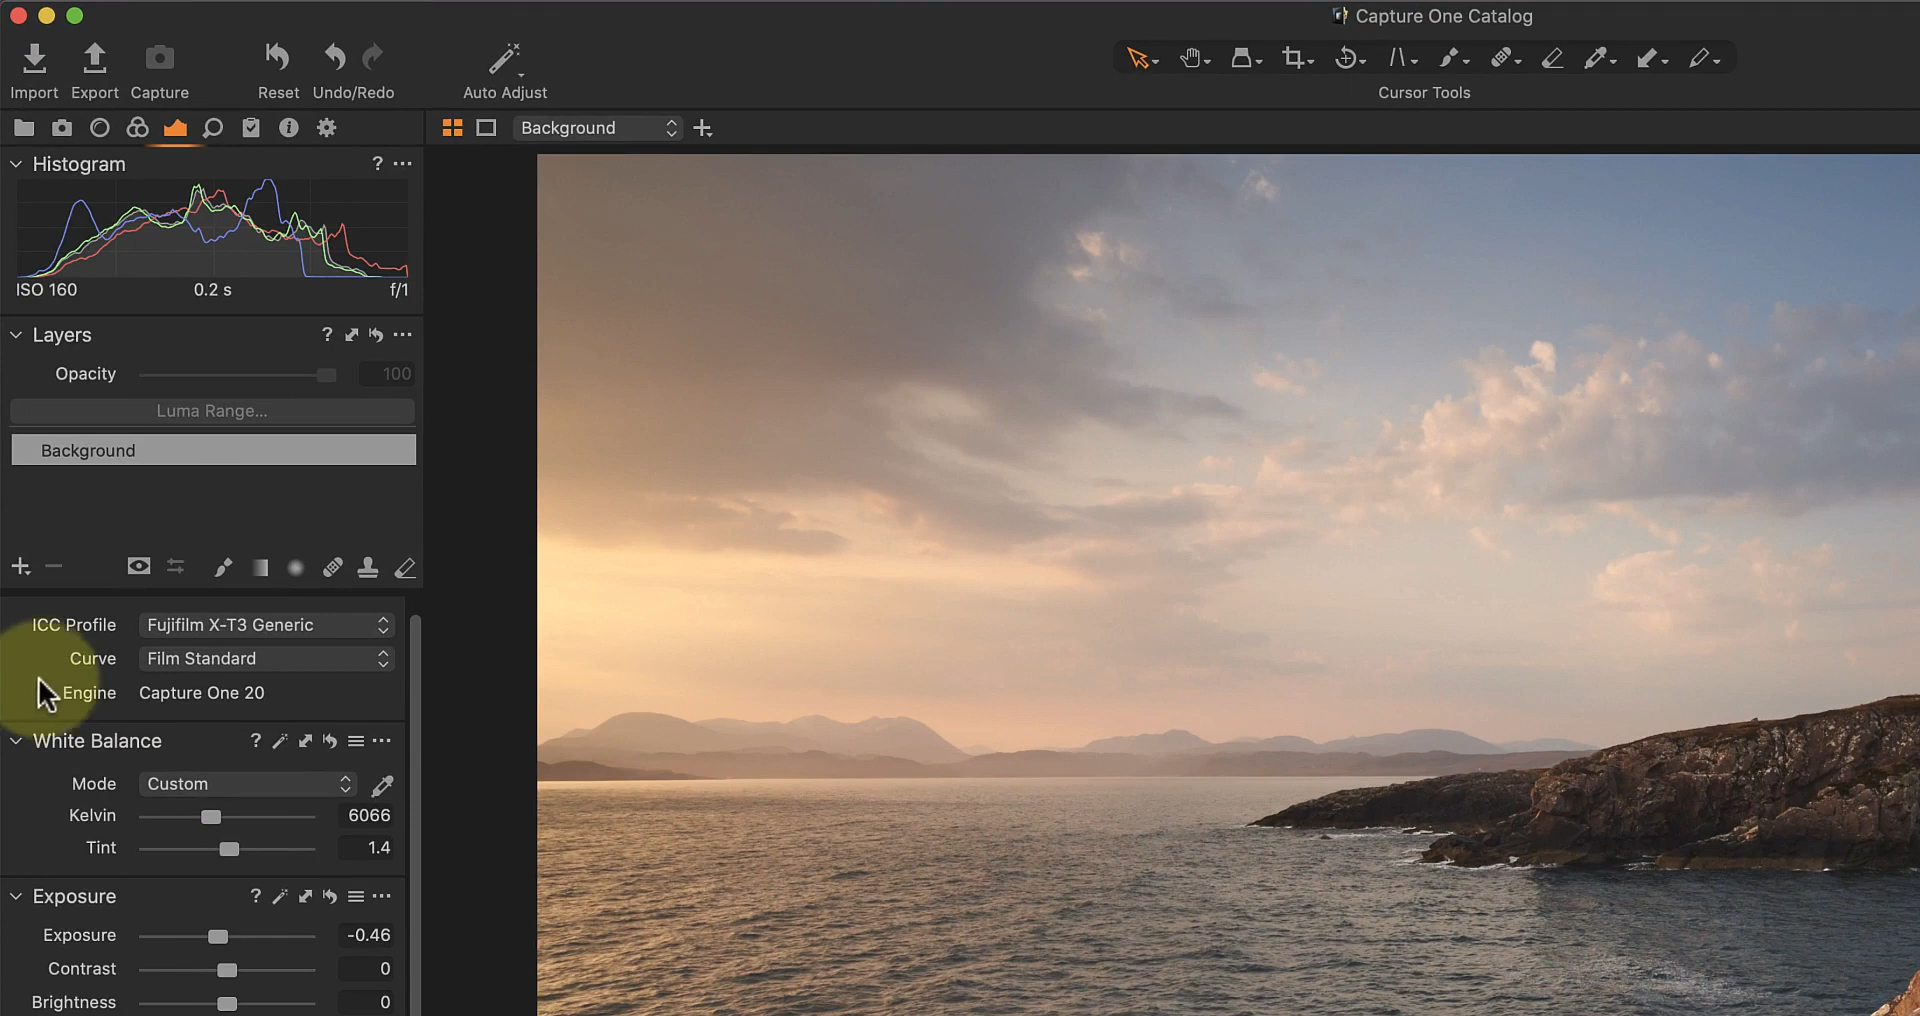 Capture One Catalog
Import Export Capture Reset Undo/Redo Auto Adjust Cursor Tools
Background
Histogram ?
ISO 160 0.2 s f/1
Layers ?
Opacity 100
Luma Range...
Background
ICC Profile Fujifilm X-T3 Generic
Curve Film Standard
Engine Capture One 20
White Balance ?
Mode Custom
Kelvin 6066
Tint 1.4
Exposure ?
Exposure -0.46
Contrast 0
Brightness 0